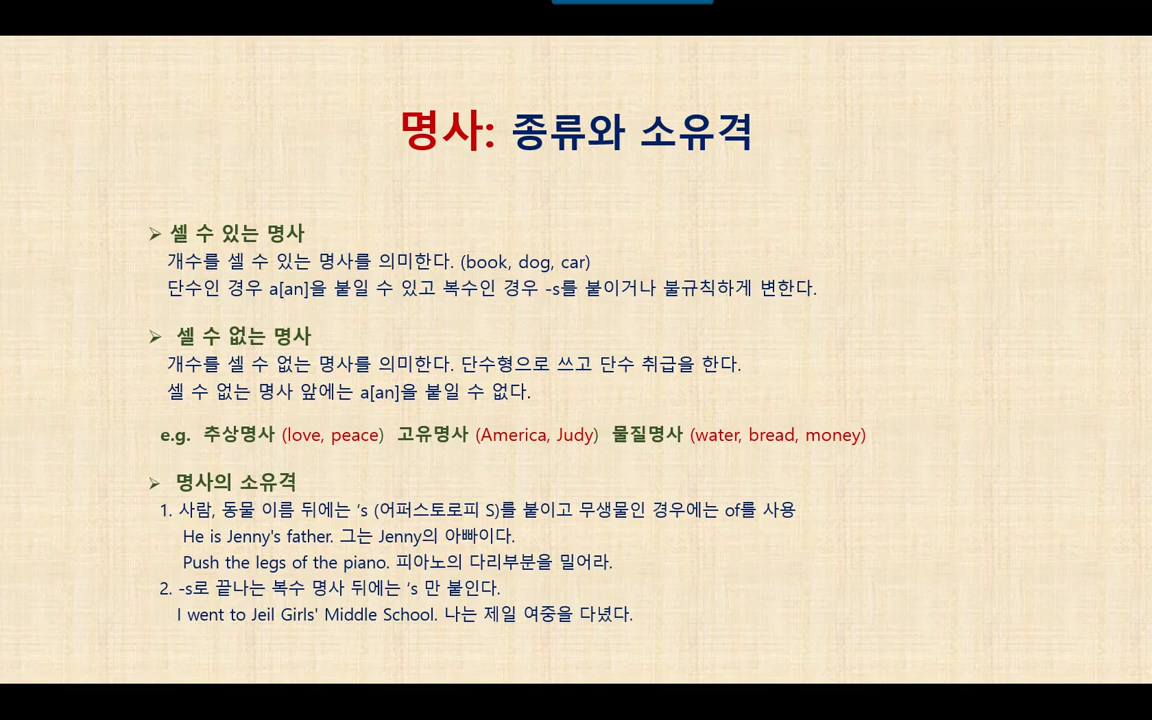 명사: 종류와 소유격
➢ 셀 수 있는 명사
개수를 셀 수 있는 명사를 의미한다. (book, dog, car)
단수인 경우 a[an]을 붙일 수 있고 복수인 경우 -s를 붙이거나 불규칙하게 변한다.
➢ 셀 수 없는 명사
개수를 셀 수 없는 명사를 의미한다. 단수형으로 쓰고 단수 취급을 한다.
셀 수 없는 명사 앞에는 a[an]을 붙일 수 없다.
e.g. 추상명사 (love, peace) 고유명사 (America, Judy) 물질명사 (water, bread, money)
➢ 명사의 소유격
1. 사람, 동물 이름 뒤에는 ‘s (어퍼스토로피 S)를 붙이고 무생물인 경우에는 of를 사용
He is Jenny's father. 그는 Jenny의 아빠이다.
Push the legs of the piano. 피아노의 다리부분을 밀어라.
2. -s로 끝나는 복수 명사 뒤에는 ‘s 만 붙인다.
I went to Jeil Girls' Middle School. 나는 제일 여중을 다녔다.